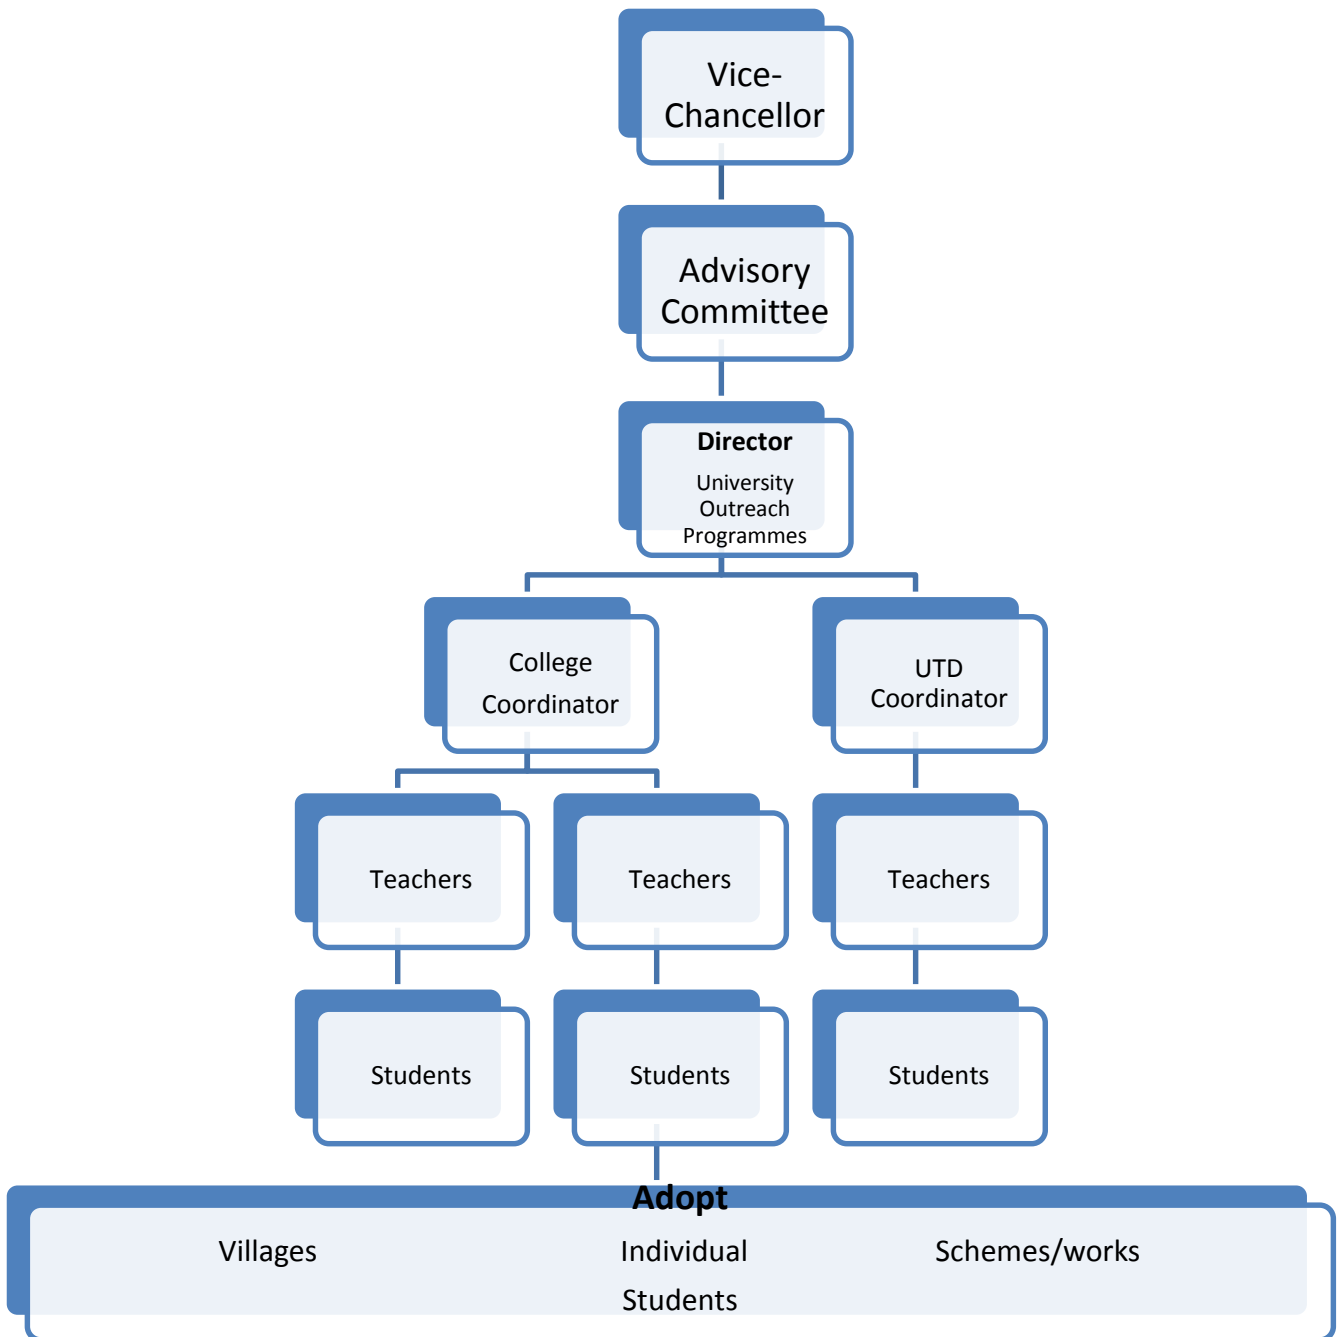 Vice-
Chancellor
Advisory
Committee
Director
University
Outreach
Programmes
College
Coordinator
UTD
Coordinator
Teachers
Teachers
Teachers
Students
Students
Students
Adopt
Villages Individual Schemes/works
Students